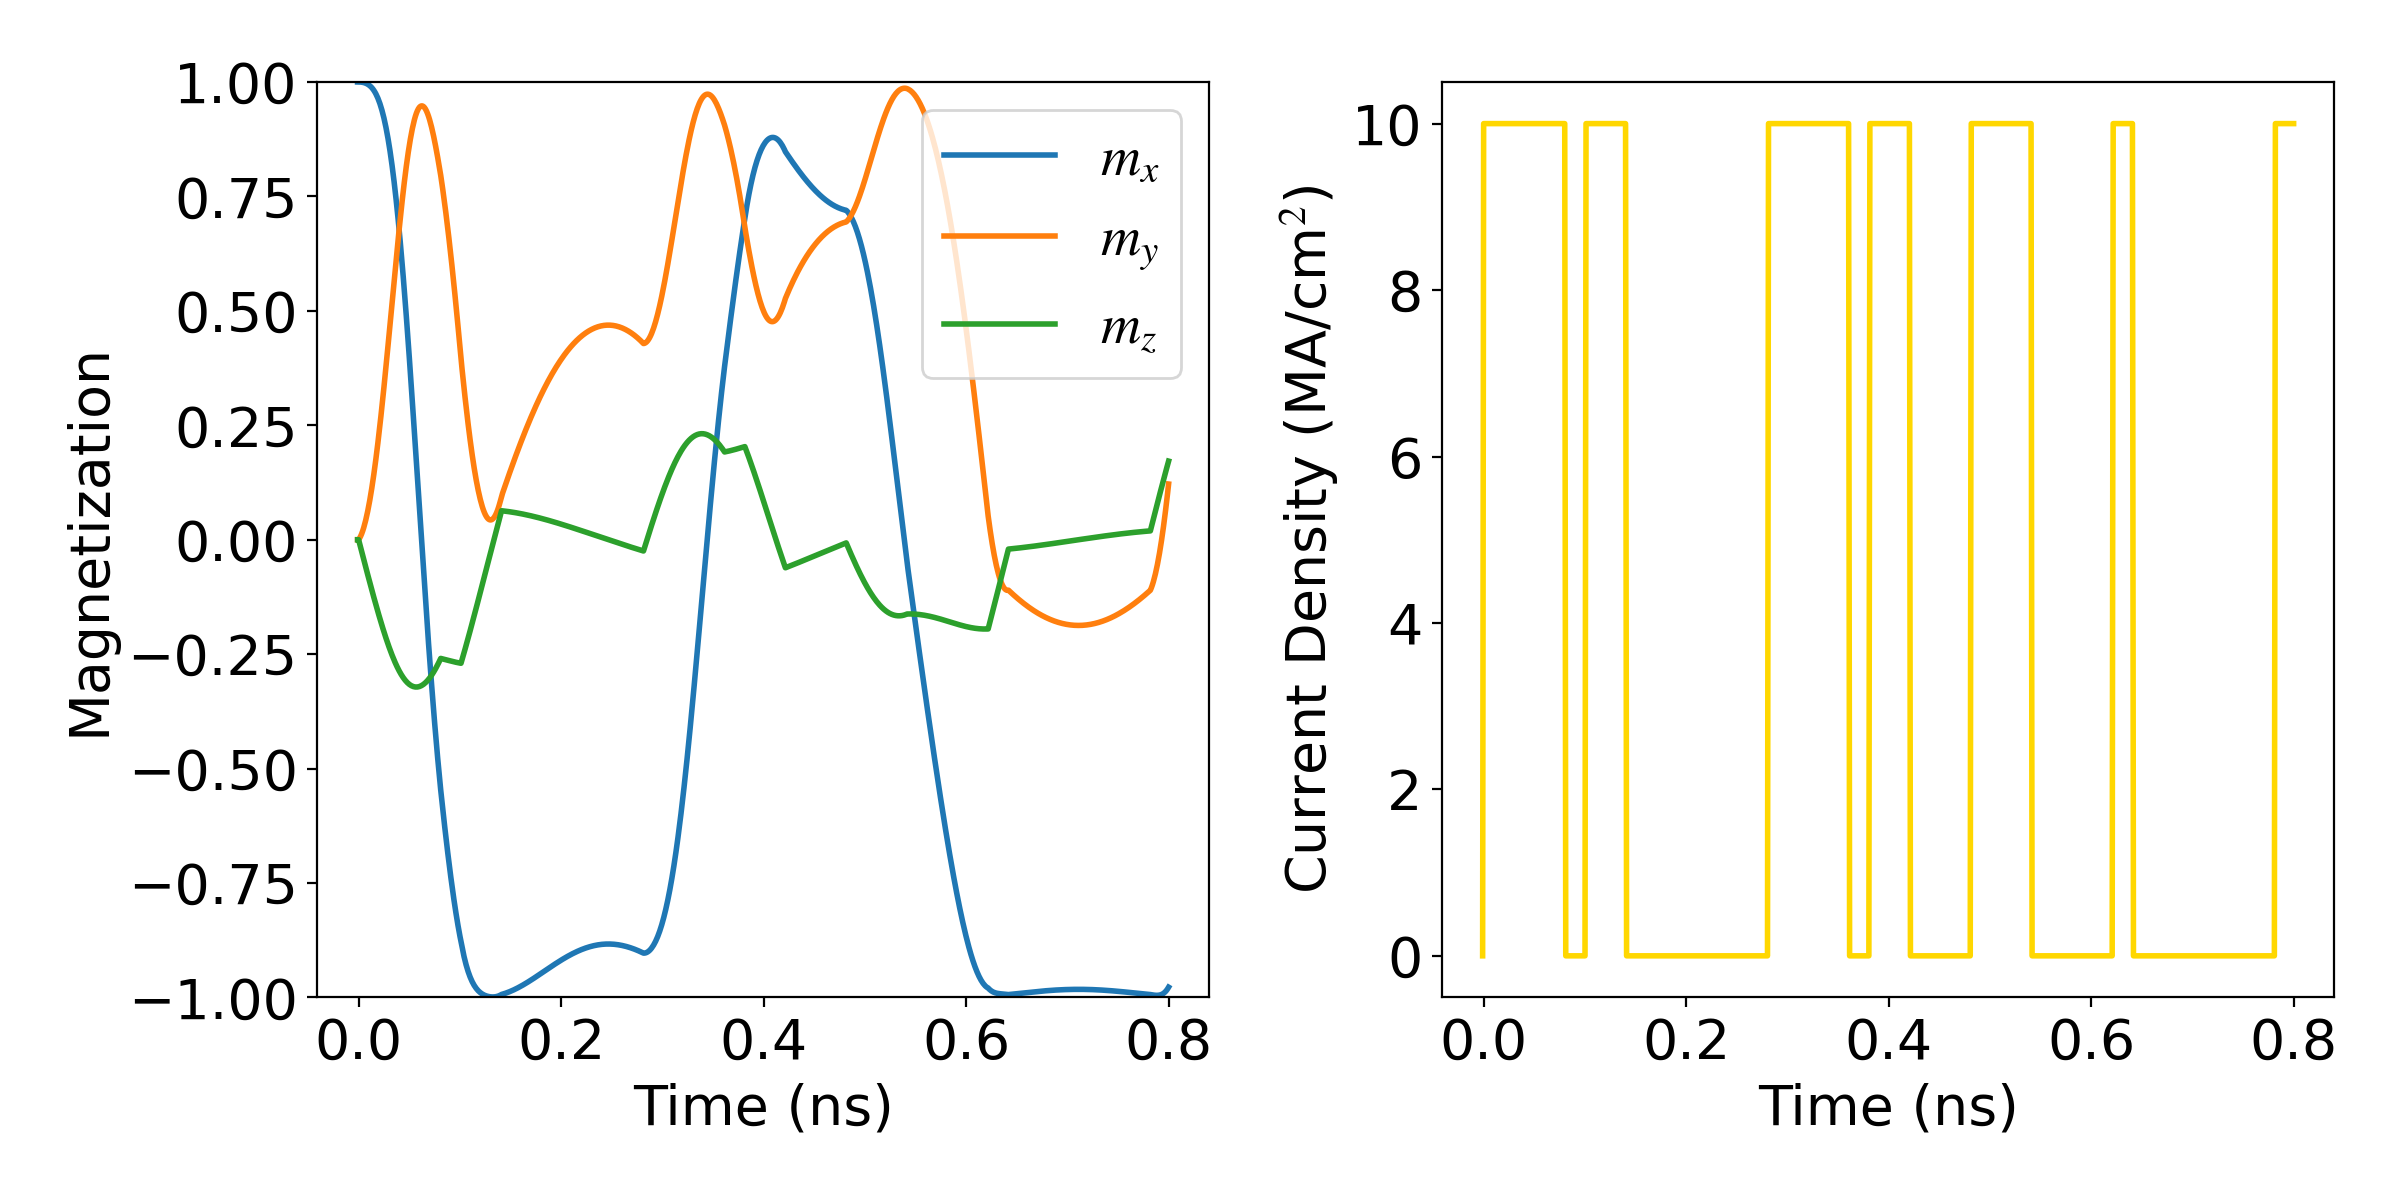 1.00
0.75
0.50
0.25
0.00
−0.25
−0.50
−0.75
−1.00
Magnetization
0.0 0.2 0.4 0.6 0.8
Time (ns)
m_x
m_y
m_z
10
8
6
4
2
0
Current Density (MA/cm²)
0.0 0.2 0.4 0.6 0.8
Time (ns)